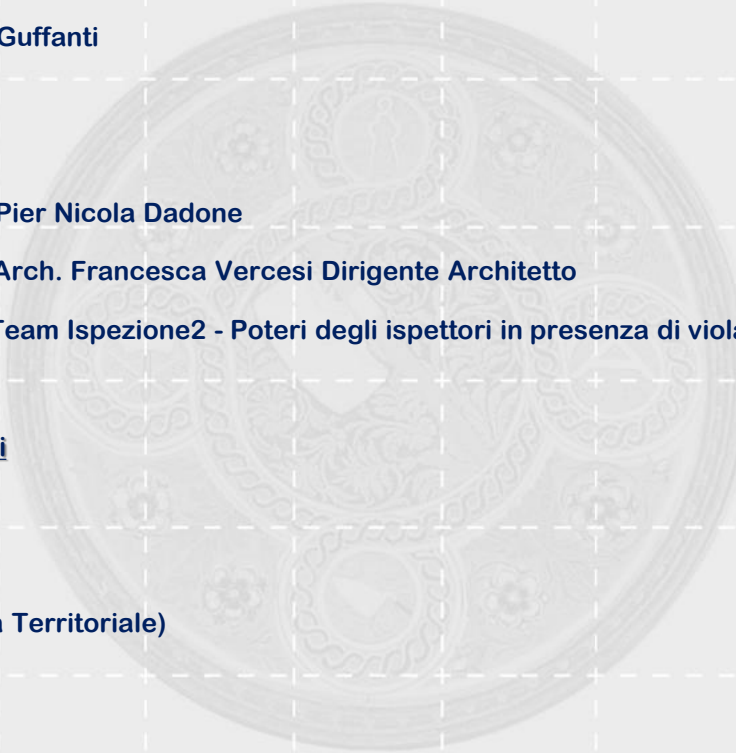 Guffanti
Pier Nicola Dadone
Arch. Francesca Vercesi Dirigente Architetto
Team Ispezione2 - Poteri degli ispettori in presenza di viola
i
Territoriale)